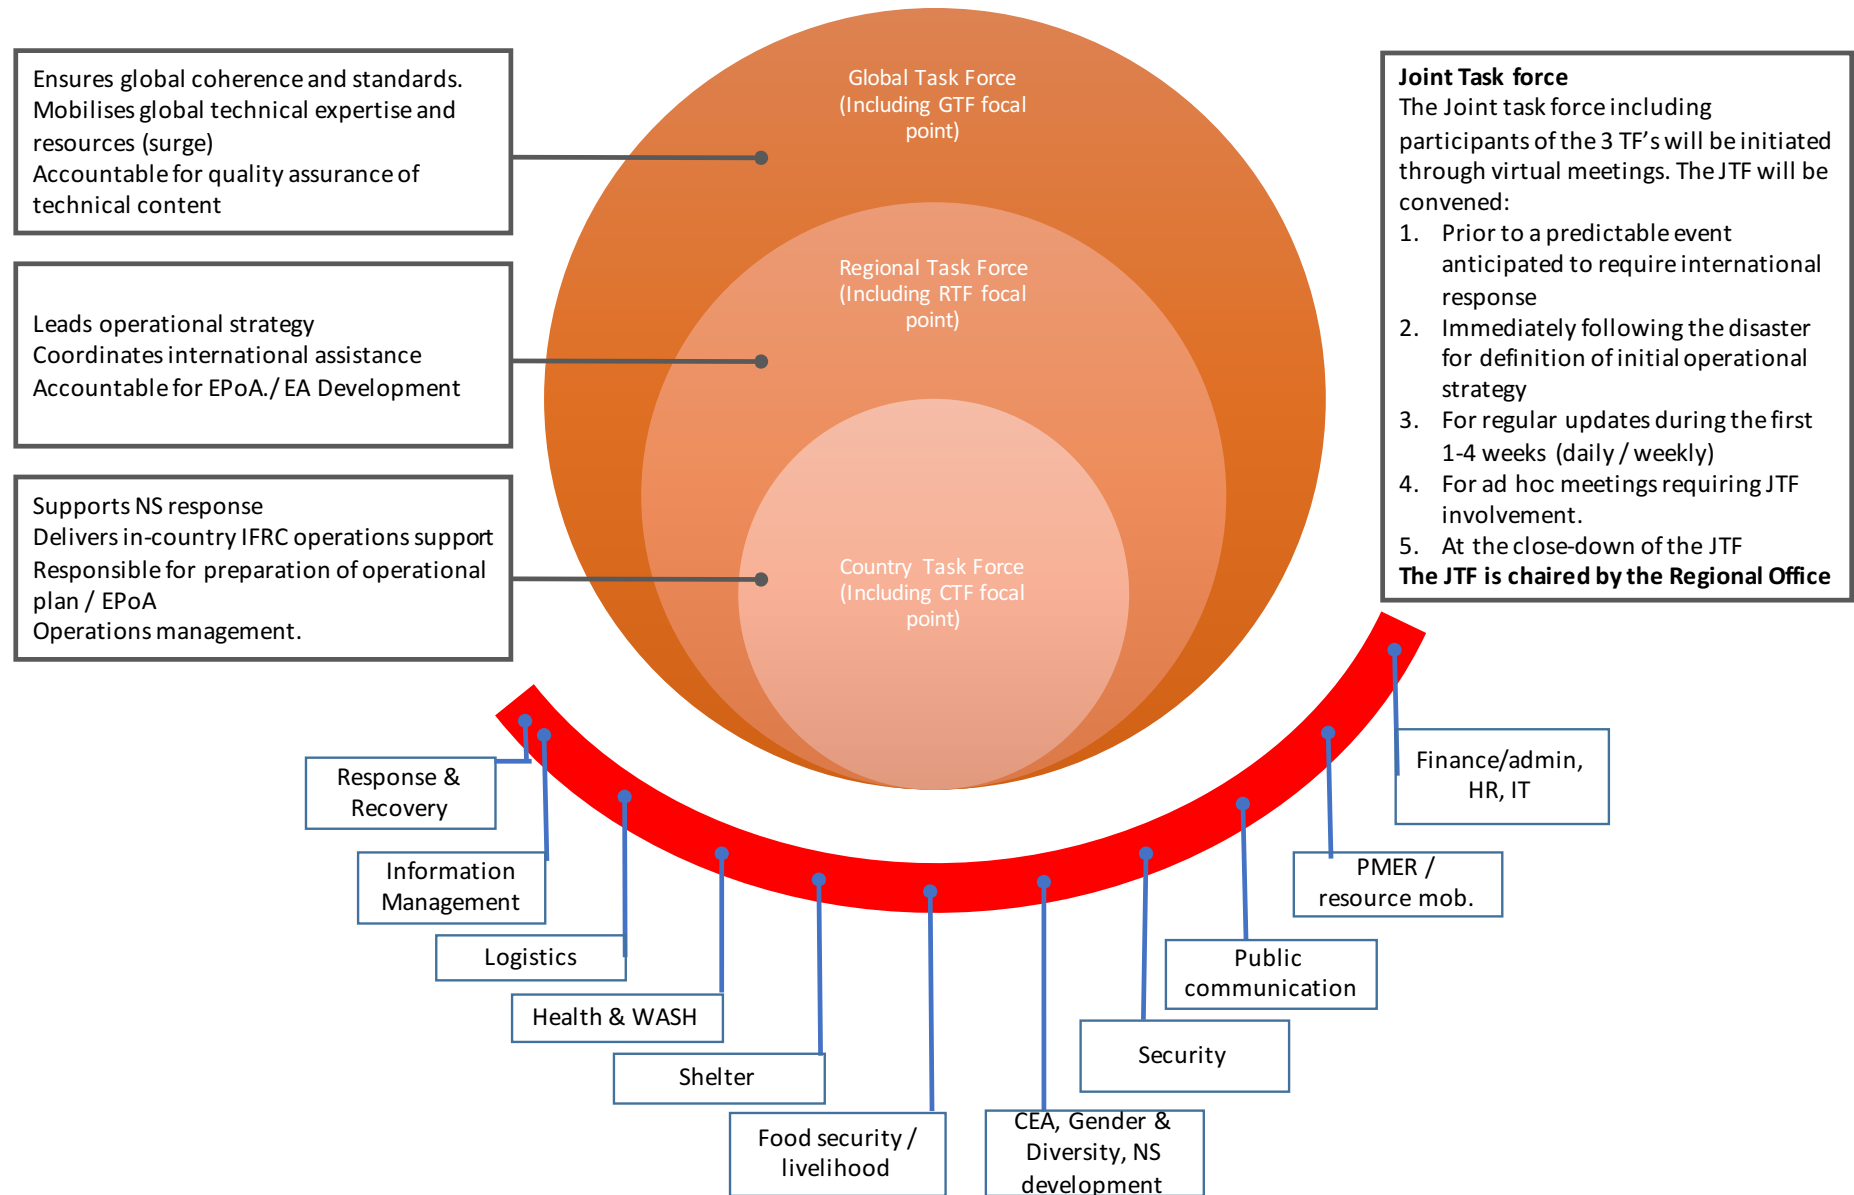 Ensures global coherence and standards.
Mobilises global technical expertise and
resources (surge)
Accountable for quality assurance of
technical content
Leads operational strategy
Coordinates international assistance
Accountable for EPoA./ EA Development
Supports NS response
Delivers in-country IFRC operations support
Responsible for preparation of operational
plan / EPoA
Operations management.
Global Task Force
(Including GTF focal
point)
Regional Task Force
(Including RTF focal
point)
Country Task Force
(Including CTF focal
point)
Joint Task force
The Joint task force including
participants of the 3 TF’s will be initiated
through virtual meetings. The JTF will be
convened:
1. Prior to a predictable event
anticipated to require international
response
2. Immediately following the disaster
for definition of initial operational
strategy
3. For regular updates during the first
1-4 weeks (daily / weekly)
4. For ad hoc meetings requiring JTF
involvement.
5. At the close-down of the JTF
The JTF is chaired by the Regional Office
Response &
Recovery
Information
Management
Logistics
Health & WASH
Shelter
Food security /
livelihood
CEA, Gender &
Diversity, NS
development
Security
Public
communication
PMER /
resource mob.
Finance/admin,
HR, IT